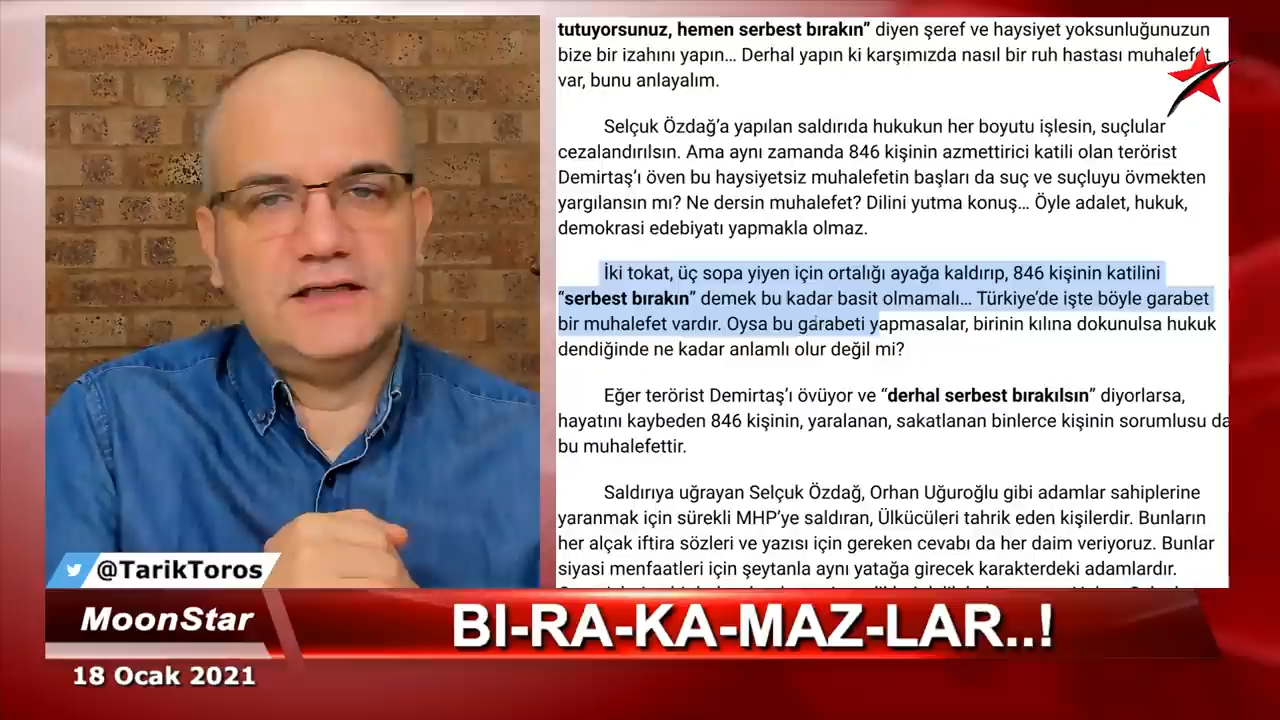 tutuyorsunuz, hemen serbest bırakın” diyen şeref ve haysiyet yoksunluğunuzun
bize bir izahını yapın… Derhal yapın ki karşımızda nasıl bir ruh hastası muhalefet
var, bunu anlayalım.
Selçuk Özdağ’a yapılan saldırıda hukukun her boyutu işlesin, suçlular
cezalandırılsın. Ama aynı zamanda 846 kişinin azmettirici katili olan terörist
Demirtaş’ı öven bu haysiyetsiz muhalefetin başları da suç ve suçluyu övmekten
yargılansın mı? Ne dersin muhalefet? Dilini yutma konuş… Öyle adalet, hukuk,
demokrasi edebiyatı yapmakla olmaz.
İki tokat, üç sopa yiyen için ortalığı ayağa kaldırıp, 846 kişinin katilini
“serbest bırakın” demek bu kadar basit olmamalı… Türkiye’de işte böyle garabet
bir muhalefet vardır. Oysa bu garabeti yapmasalar, birinin kılına dokunulsa hukuk
dendiğinde ne kadar anlamlı olur değil mi?
Eğer terörist Demirtaş’ı övüyor ve “derhal serbest bırakılsın” diyorlarsa,
hayatını kaybeden 846 kişinin, yaralanan, sakatlanan binlerce kişinin sorumlusu da
bu muhalefettir.
Saldırıya uğrayan Selçuk Özdağ, Orhan Uğuroğlu gibi adamlar sahiplerine
yaranmak için sürekli MHP’ye saldıran, Ülkücüleri tahrik eden kişilerdir. Bunların
her alçak iftira sözleri ve yazısı için gereken cevabı da her daim veriyoruz. Bunlar
siyasi menfaatleri için şeytanla aynı yatağa girecek karakterdeki adamlardır.
@TarikToros
MoonStar
BI-RA-KA-MAZ-LAR..!
18 Ocak 2021